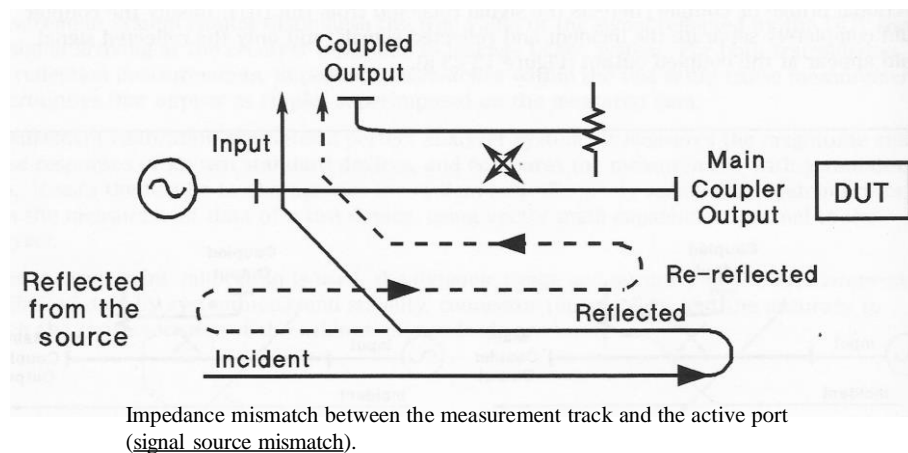 Coupled
Output
Input
Main
Coupler
Output
DUT
Re-reflected
Reflected
from the
source
Reflected
Incident
Impedance mismatch between the measurement track and the active port
(signal source mismatch).